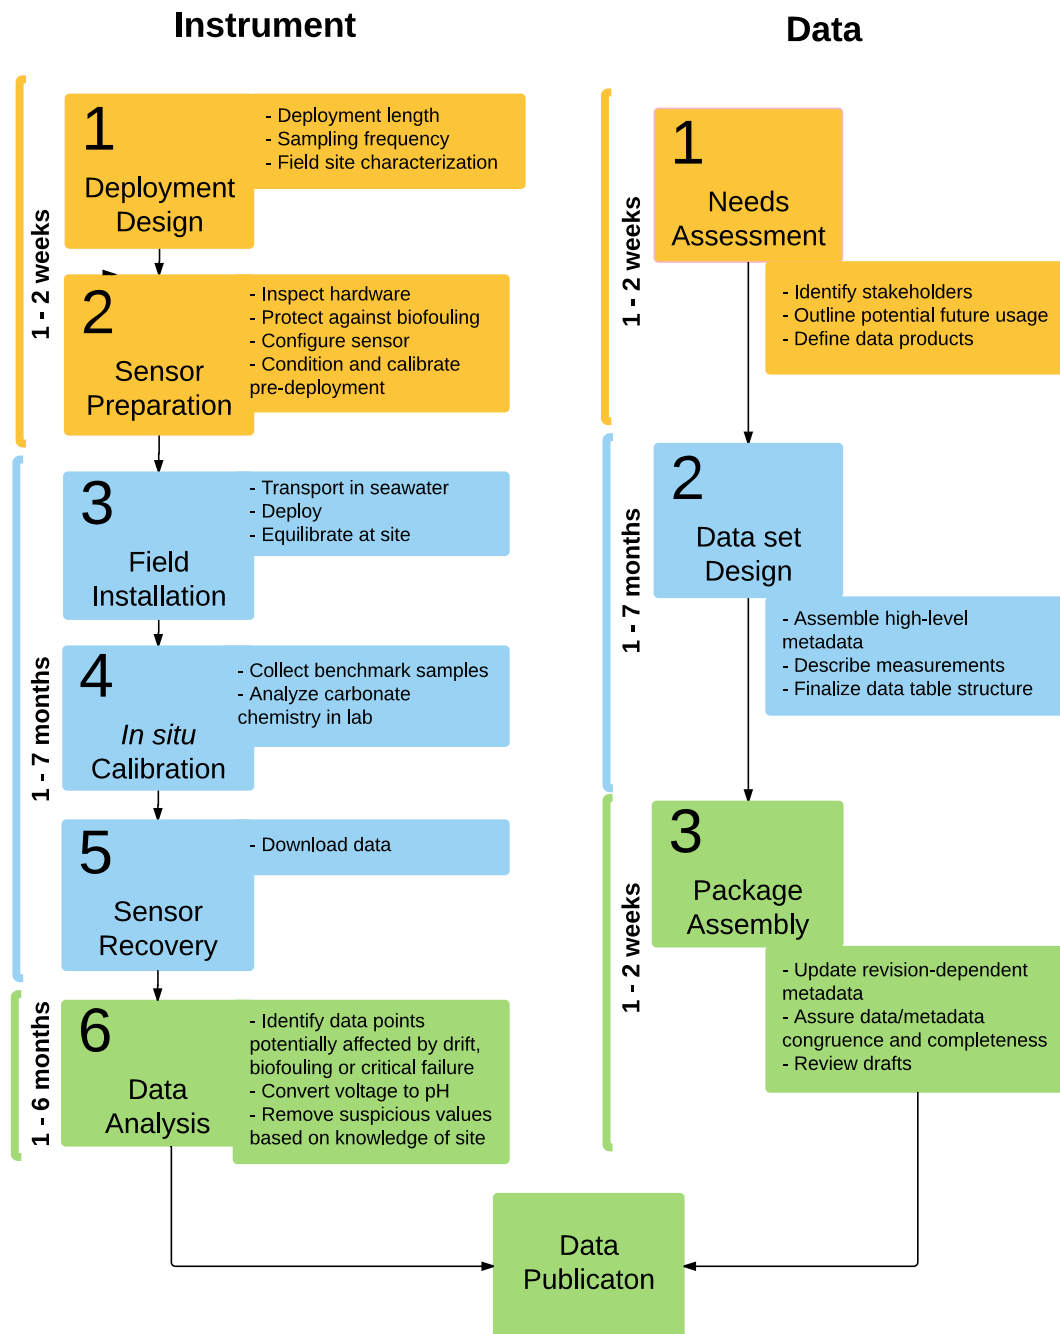 Instrument
1 - 2 weeks
1
Deployment
Design
- Deployment length
- Sampling frequency
- Field site characterization
2
Sensor
Preparation
- Inspect hardware
- Protect against biofouling
- Configure sensor
- Condition and calibrate
pre-deployment
1 - 7 months
3
Field
Installation
- Transport in seawater
- Deploy
- Equilibrate at site
4
In situ
Calibration
- Collect benchmark samples
- Analyze carbonate
chemistry in lab
5
Sensor
Recovery
- Download data
1 - 6 months
6
Data
Analysis
- Identify data points
potentially affected by drift,
biofouling or critical failure
- Convert voltage to pH
- Remove suspicious values
based on knowledge of site
Data
1 - 2 weeks
1
Needs
Assessment
- Identify stakeholders
- Outline potential future usage
- Define data products
1 - 7 months
2
Data set
Design
- Assemble high-level
metadata
- Describe measurements
- Finalize data table structure
1 - 2 weeks
3
Package
Assembly
- Update revision-dependent
metadata
- Assure data/metadata
congruence and completeness
- Review drafts
Data
Publicaton